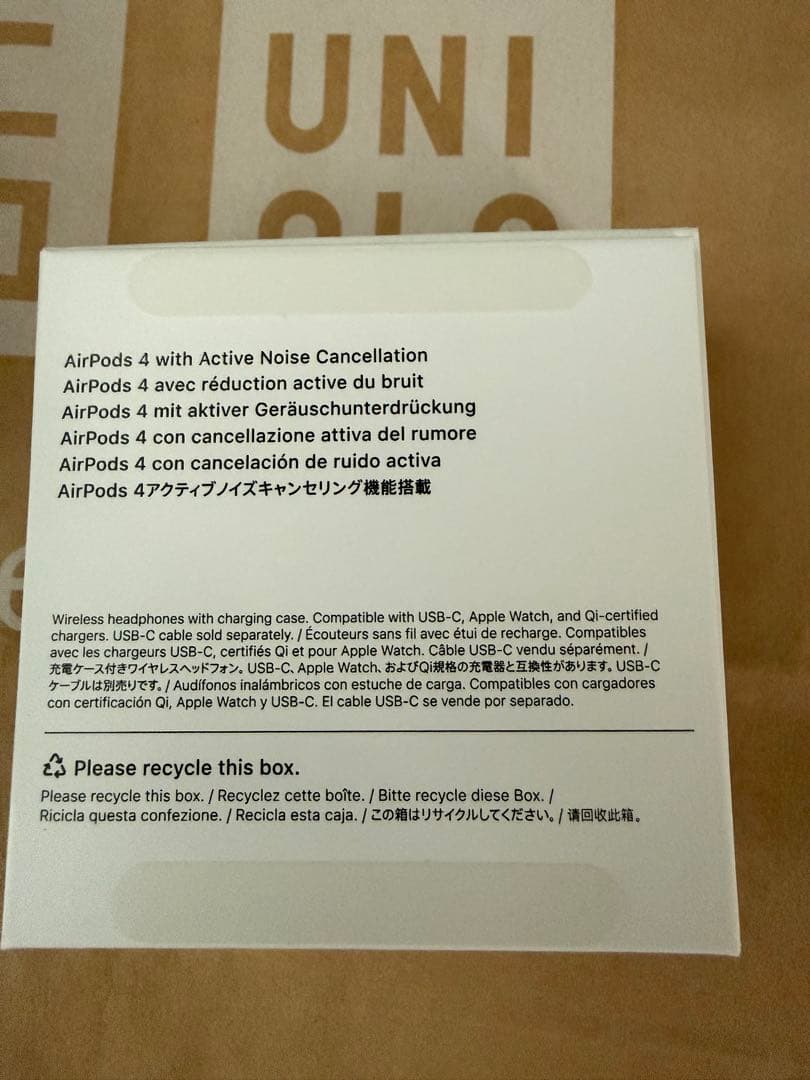 UNI
QLO
AirPods 4 with Active Noise Cancellation
AirPods 4 avec réduction active du bruit
AirPods 4 mit aktiver Geräuschunterdrückung
AirPods 4 con cancellazione attiva del rumore
AirPods 4 con cancelación de ruido activa
AirPods 4アクティブノイズキャンセリング機能搭載
Wireless headphones with charging case. Compatible with USB-C, Apple Watch, and Qi-certified
chargers. USB-C cable sold separately. / Écouteurs sans fil avec étui de recharge. Compatibles
avec les chargeurs USB-C, certifiés Qi et pour Apple Watch. Câble USB-C vendu séparément. /
充電ケース付きワイヤレスヘッドフォン。USB-C、Apple Watch、およびQi規格の充電器と互換性があります。USB-C
ケーブルは別売りです。/ Audífonos inalámbricos con estuche de carga. Compatibles con cargadores
con certificación Qi, Apple Watch y USB-C. El cable USB-C se vende por separado.
Please recycle this box.
Please recycle this box. / Recyclez cette boîte. / Bitte recycle diese Box. /
Ricicla questa confezione. / Recicla esta caja. / この箱はリサイクルしてください。/ 请回收此箱。